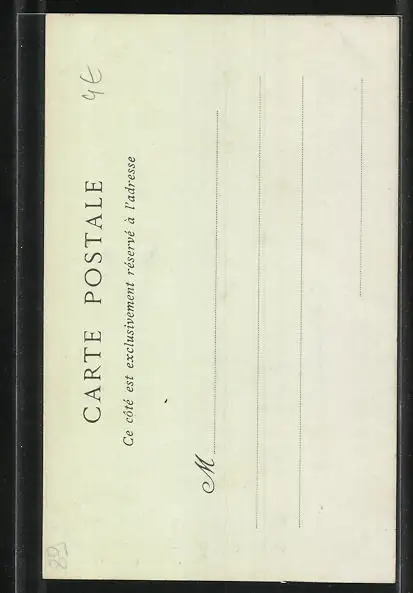 4€
CARTE POSTALE
Ce côté est exclusivement réservé à l'adresse
M
89